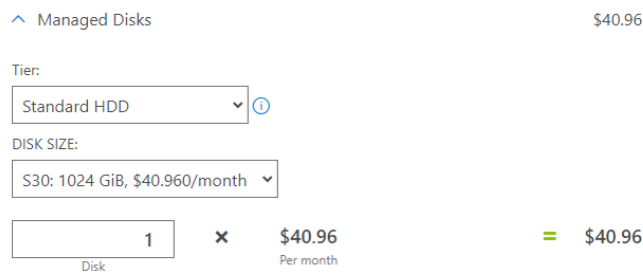 Managed Disks $40.96
Tier:
Standard HDD
DISK SIZE:
S30: 1024 GiB, $40.960/month
1 × $40.96 = $40.96
Disk Per month